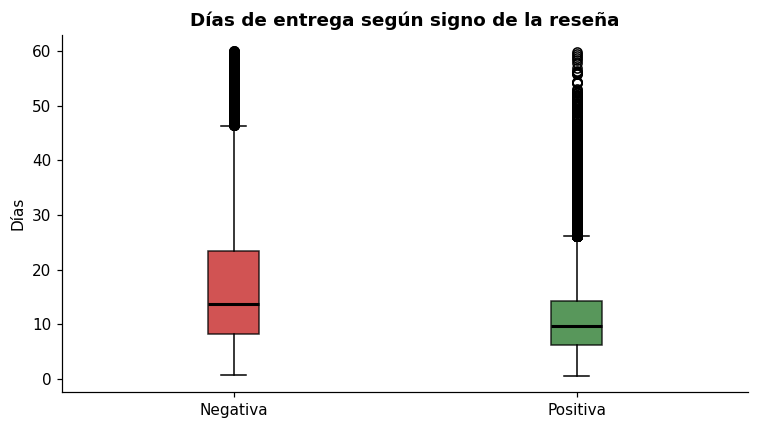 Días de entrega según signo de la reseña
Días
60
50
40
30
20
10
0
Negativa
Positiva